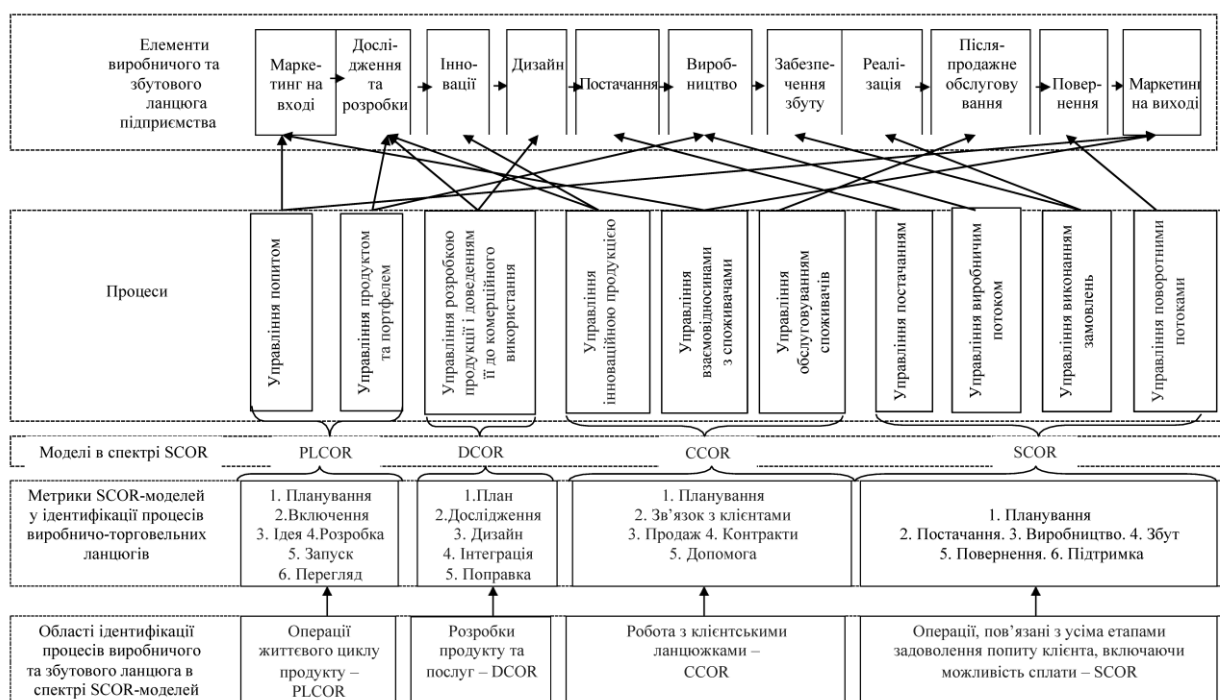 Елементи
виробничого та
збутового
ланцюга
підприємства
Марке-
тинг на
вході
Дослі-
дження
та
розробки
Інно-
вації
Дизайн
Постачання
Вироб-
ництво
Забезпе-
чення
збуту
Реалі-
зація
Після-
продажне
обслугову
вання
Повер-
нення
Маркетинг
на виході
Процеси
Управління попитом
Управління продуктом
та портфелем
Управління розробкою
продукції і доведенням
її до комерційного
використання
Управління
інноваційною продукцією
Управління
взаємовідносинами
з споживачами
Управління
обслуговуванням
споживачів
Управління постачанням
Управління виробничим
потоком
Управління виконанням
замовлень
Управління поворотними
потоками
Моделі в спектрі SCOR
PLCOR
DCOR
CCOR
SCOR
Метрики SCOR-моделей
у ідентифікації процесів
виробничо-торговельних
ланцюгів
1. Планування
2.Включення
3. Ідея 4.Розробка
5. Запуск
6. Перегляд
1.План
2.Дослідження
3. Дизайн
4. Інтеграція
5. Поправка
1. Планування
2. Зв’язок з клієнтами
3. Продаж 4. Контракти
5. Допомога
1. Планування
2. Постачання. 3. Виробництво. 4. Збут
5. Повернення. 6. Підтримка
Області ідентифікації
процесів виробничого
та збутового ланцюга в
спектрі SCOR-моделей
Операції
життєвого циклу
продукту –
PLCOR
Розробки
продукту та
послуг – DCOR
Робота з клієнтськими
ланцюжками –
CCOR
Операції, пов’язані з усіма етапами
задоволення попиту клієнта, включаючи
можливість сплати – SCOR